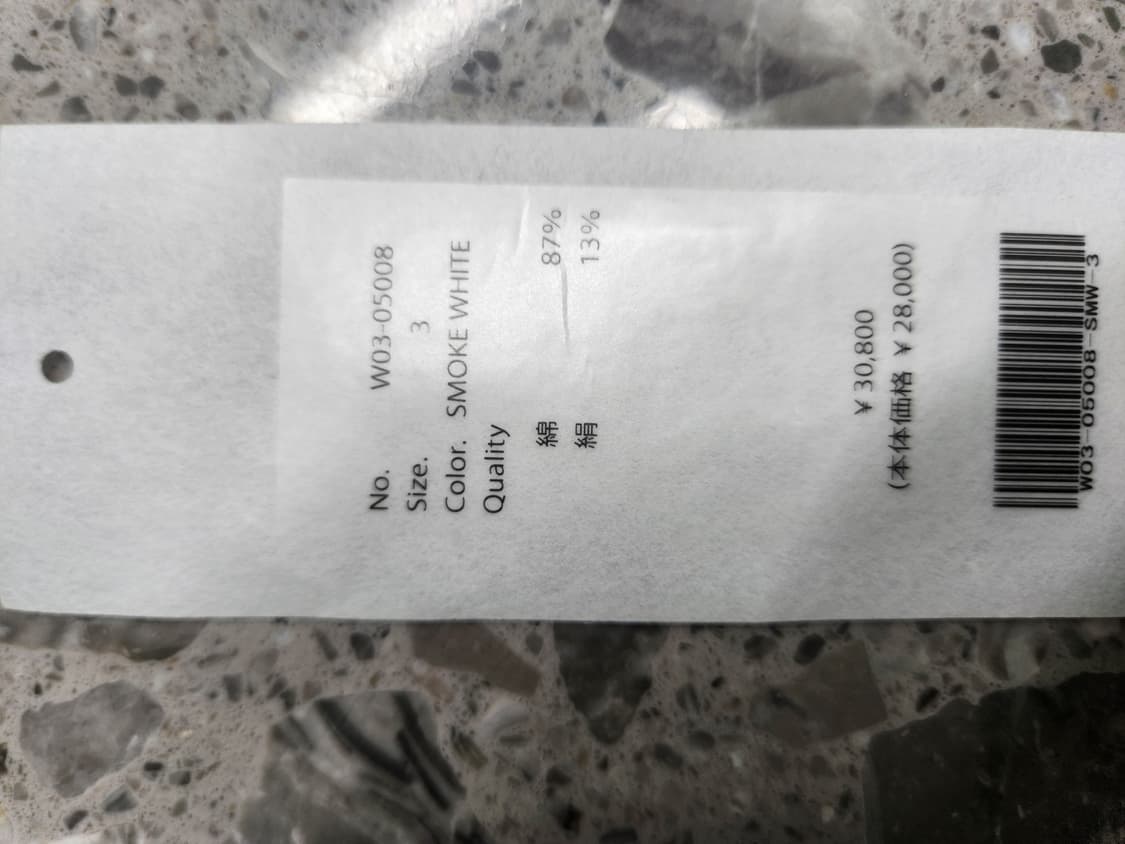 No. W03-05008
Size. 3
Color. SMOKE WHITE
Quality
綿 87%
絹 13%
¥30,800
(本体価格 ¥28,000)
W03-05008-SMW-3